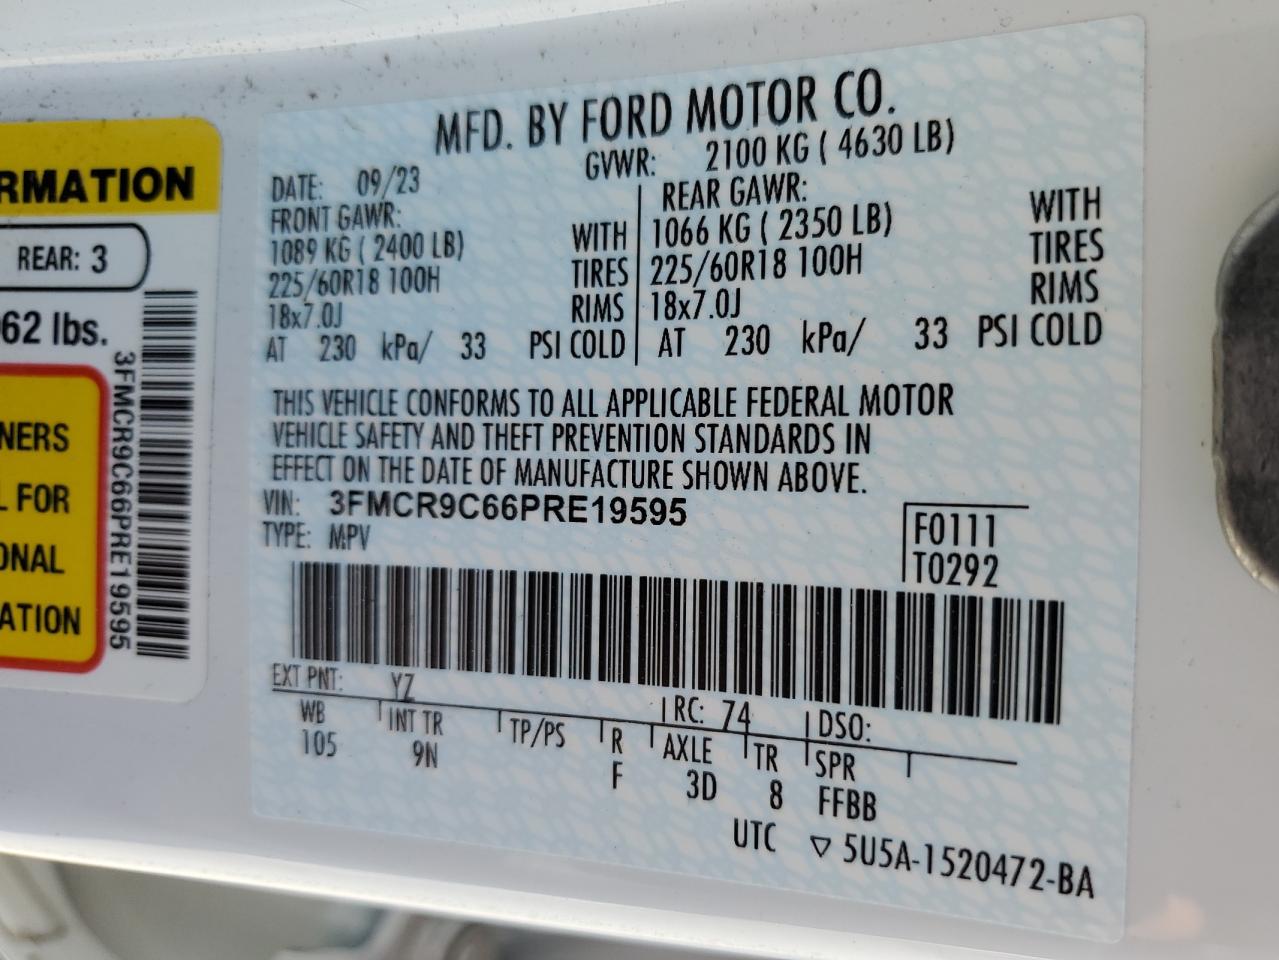 RMATION
REAR: 3
62 lbs.
NERS
L FOR
ONAL
ATION
3FMCR9C66PRE19595
MFD. BY FORD MOTOR CO.
DATE: 09/23 GVWR: 2100 KG ( 4630 LB)
FRONT GAWR: REAR GAWR:
1089 KG ( 2400 LB) WITH 1066 KG ( 2350 LB) WITH
225/60R18 100H TIRES 225/60R18 100H TIRES
18x7.0J RIMS 18x7.0J RIMS
AT 230 kPa/ 33 PSI COLD AT 230 kPa/ 33 PSI COLD
THIS VEHICLE CONFORMS TO ALL APPLICABLE FEDERAL MOTOR
VEHICLE SAFETY AND THEFT PREVENTION STANDARDS IN
EFFECT ON THE DATE OF MANUFACTURE SHOWN ABOVE.
VIN: 3FMCR9C66PRE19595
TYPE: MPV
F0111
T0292
EXT PNT: YZ RC: 74 DSO:
WB INT TR TP/PS R AXLE TR SPR
105 9N F 3D 8 FFBB
UTC ▽ 5U5A-1520472-BA